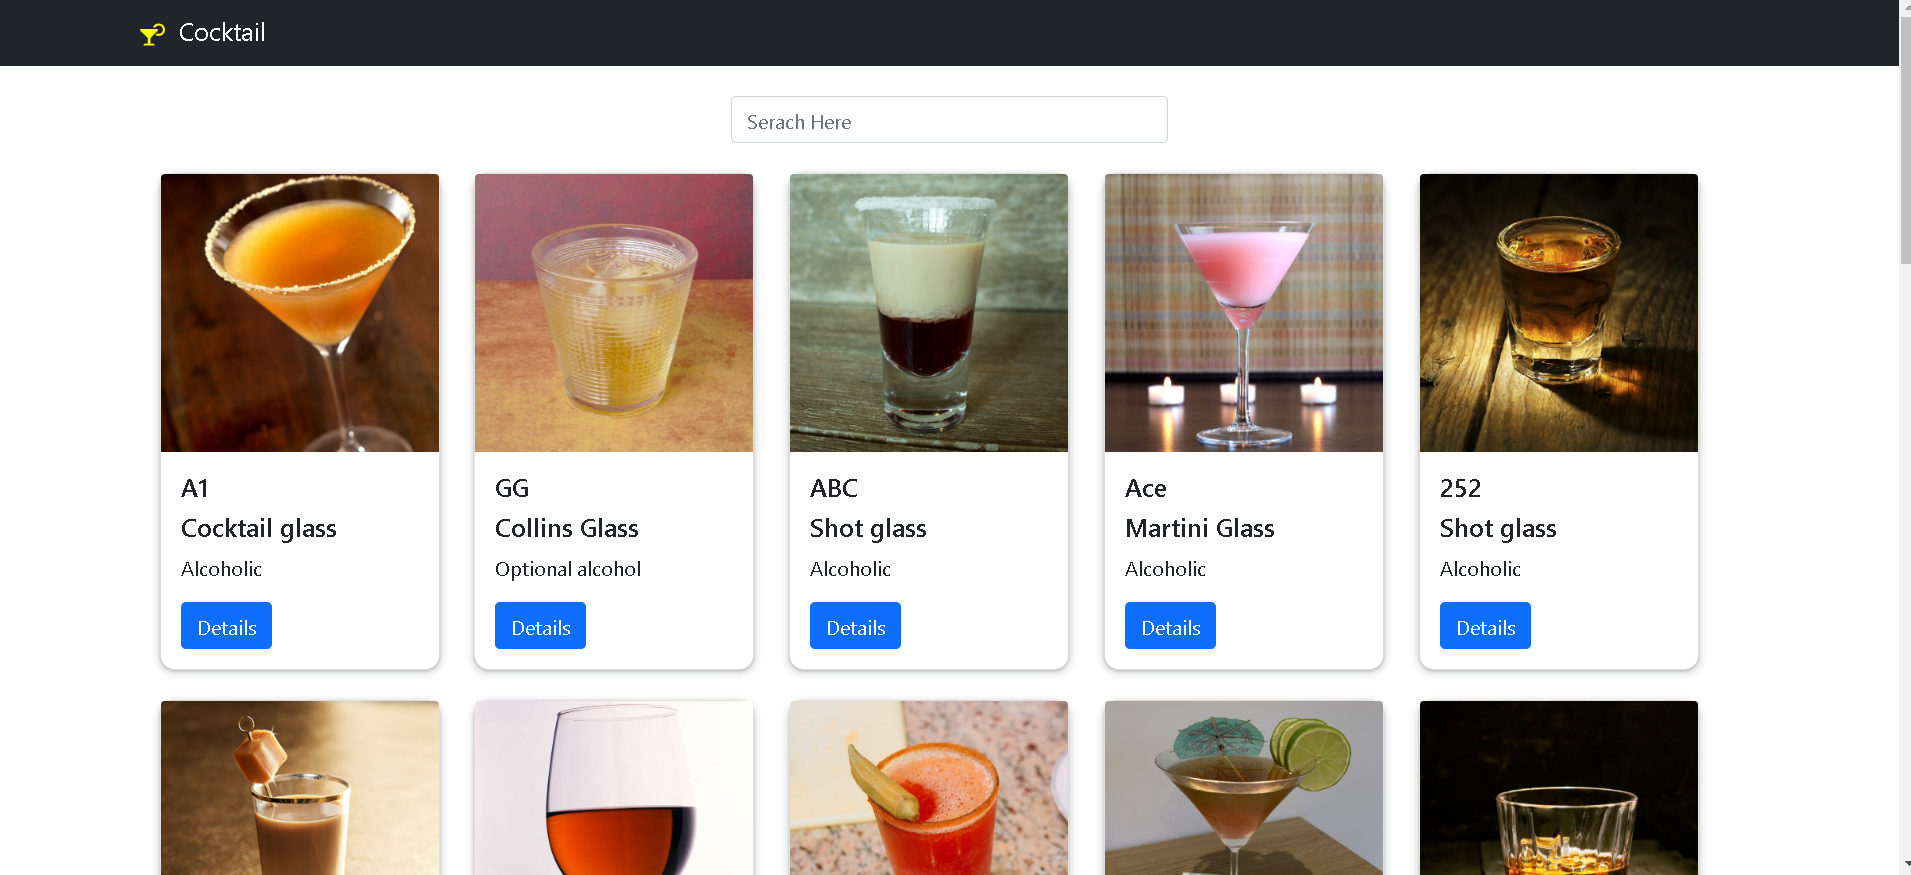 Cocktail
Serach Here
A1
Cocktail glass
Alcoholic
Details
GG
Collins Glass
Optional alcohol
Details
ABC
Shot glass
Alcoholic
Details
Ace
Martini Glass
Alcoholic
Details
252
Shot glass
Alcoholic
Details